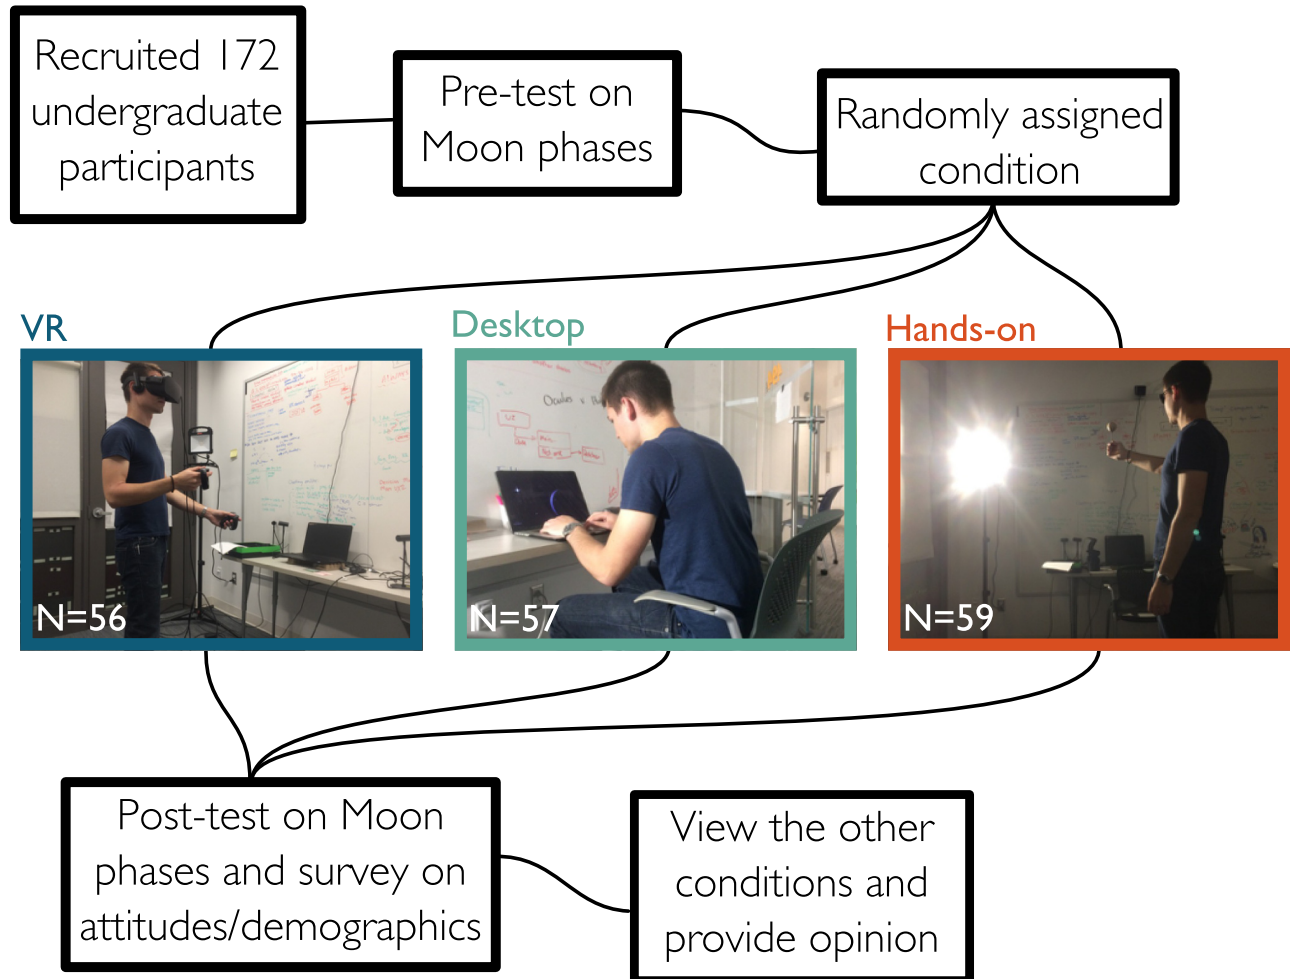 Recruited 172
undergraduate
participants
Pre-test on
Moon phases
Randomly assigned
condition
VR
Desktop
Hands-on
Oculus
N=56
N=57
N=59
Post-test on Moon
phases and survey on
attitudes/demographics
View the other
conditions and
provide opinion